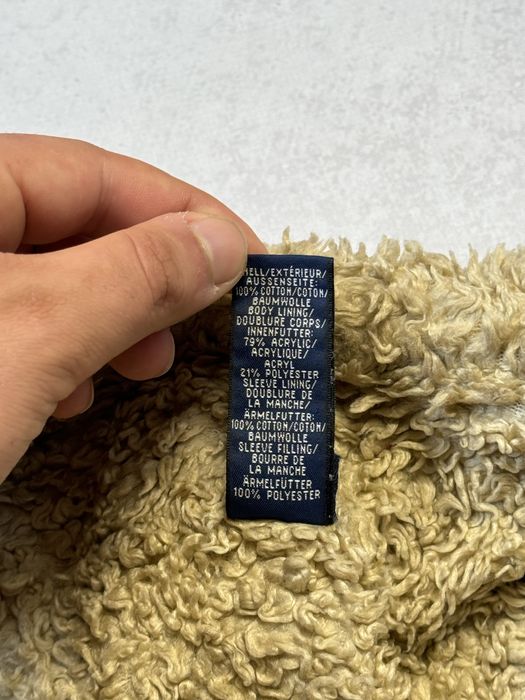 HELL/EXTÉRIEUR/
AUSSENSEITE:
100% COTTON/COTON/
BAUMWOLLE
BODY LINING/
DOUBLURE CORPS/
INNENFUTTER:
79% ACRYLIC/
ACRYLIQUE/
ACRYL
21% POLYESTER
SLEEVE LINING/
DOUBLURE DE
LA MANCHE/
ÄRMELFUTTER:
100% COTTON/COTON/
BAUMWOLLE
SLEEVE FILLING/
BOURRE DE
LA MANCHE
ÄRMELFÜTTER
100% POLYESTER